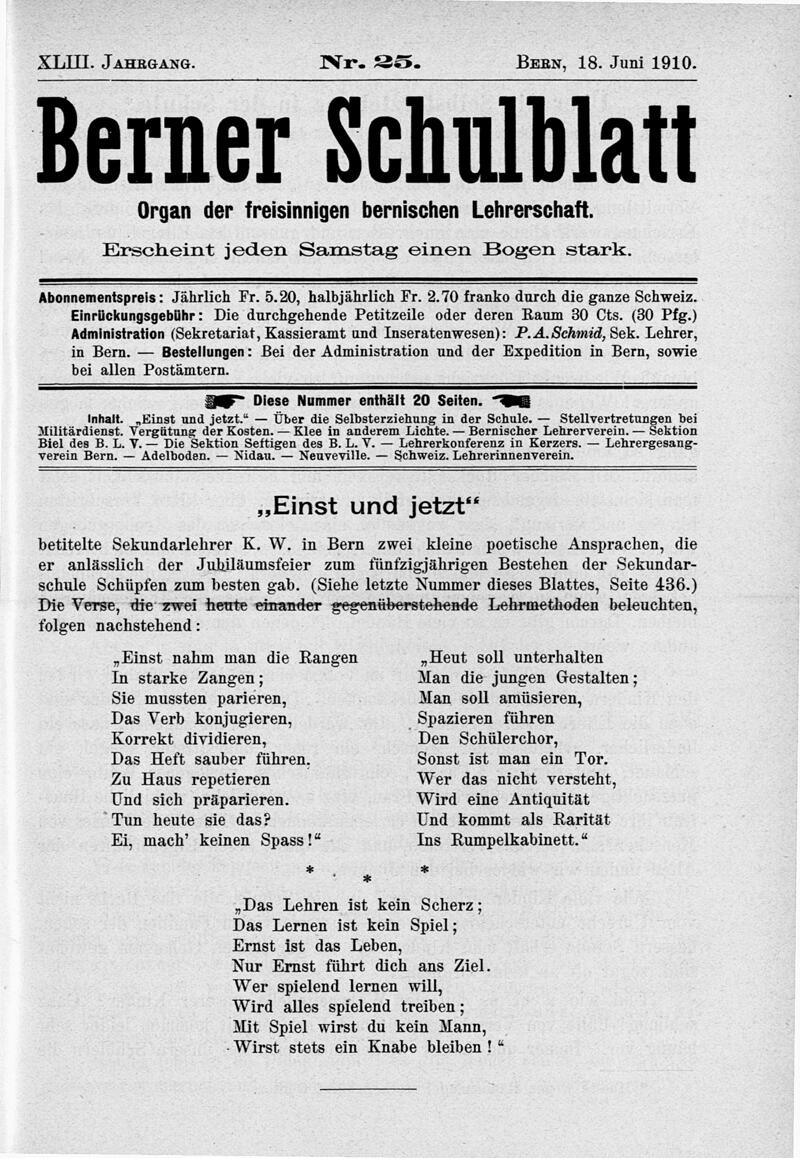 XLIII. JAHRGANG. Nr. 25. BERN, 18. Juni 1910.
Berner Schulblatt
Organ der freisinnigen bernischen Lehrerschaft.
Erscheint jeden Samstag einen Bogen stark.
Abonnementspreis: Jährlich Fr. 5.20, halbjährlich Fr. 2.70 franko durch die ganze Schweiz.
Einrückungsgebühr: Die durchgehende Petitzeile oder deren Raum 30 Cts. (30 Pfg.)
Administration (Sekretariat, Kassieramt und Inseratenwesen): P. A. Schmid, Sek. Lehrer,
in Bern. — Bestellungen: Bei der Administration und der Expedition in Bern, sowie
bei allen Postämtern.
Diese Nummer enthält 20 Seiten.
Inhalt. „Einst und jetzt.“ — Über die Selbsterziehung in der Schule. — Stellvertretungen bei
Militärdienst. Vergütung der Kosten. — Klee in anderem Lichte. — Bernischer Lehrerverein. — Sektion
Biel des B. L. V. — Die Sektion Seftigen des B. L. V. — Lehrerkonferenz in Kerzers. — Lehrergesang-
verein Bern. — Adelboden. — Nidau. — Neuveville. — Schweiz. Lehrerinnenverein.
„Einst und jetzt“
betitelte Sekundarlehrer K. W. in Bern zwei kleine poetische Ansprachen, die
er anlässlich der Jubiläumsfeier zum fünfzigjährigen Bestehen der Sekundar-
schule Schüpfen zum besten gab. (Siehe letzte Nummer dieses Blattes, Seite 436.)
Die Verse, die zwei heute einander gegenüberstehende Lehrmethoden beleuchten,
folgen nachstehend:
„Einst nahm man die Rangen
In starke Zangen;
Sie mussten parieren,
Das Verb konjugieren,
Korrekt dividieren,
Das Heft sauber führen.
Zu Haus repetieren
Und sich präparieren.
Tun heute sie das?
Ei, mach' keinen Spass!“
„Heut soll unterhalten
Man die jungen Gestalten;
Man soll amüsieren,
Spazieren führen
Den Schülerchor,
Sonst ist man ein Tor.
Wer das nicht versteht,
Wird eine Antiquität
Und kommt als Rarität
Ins Rumpelkabinett.“
* * *
„Das Lehren ist kein Scherz;
Das Lernen ist kein Spiel;
Ernst ist das Leben,
Nur Ernst führt dich ans Ziel.
Wer spielend lernen will,
Wird alles spielend treiben;
Mit Spiel wirst du kein Mann,
Wirst stets ein Knabe bleiben!“